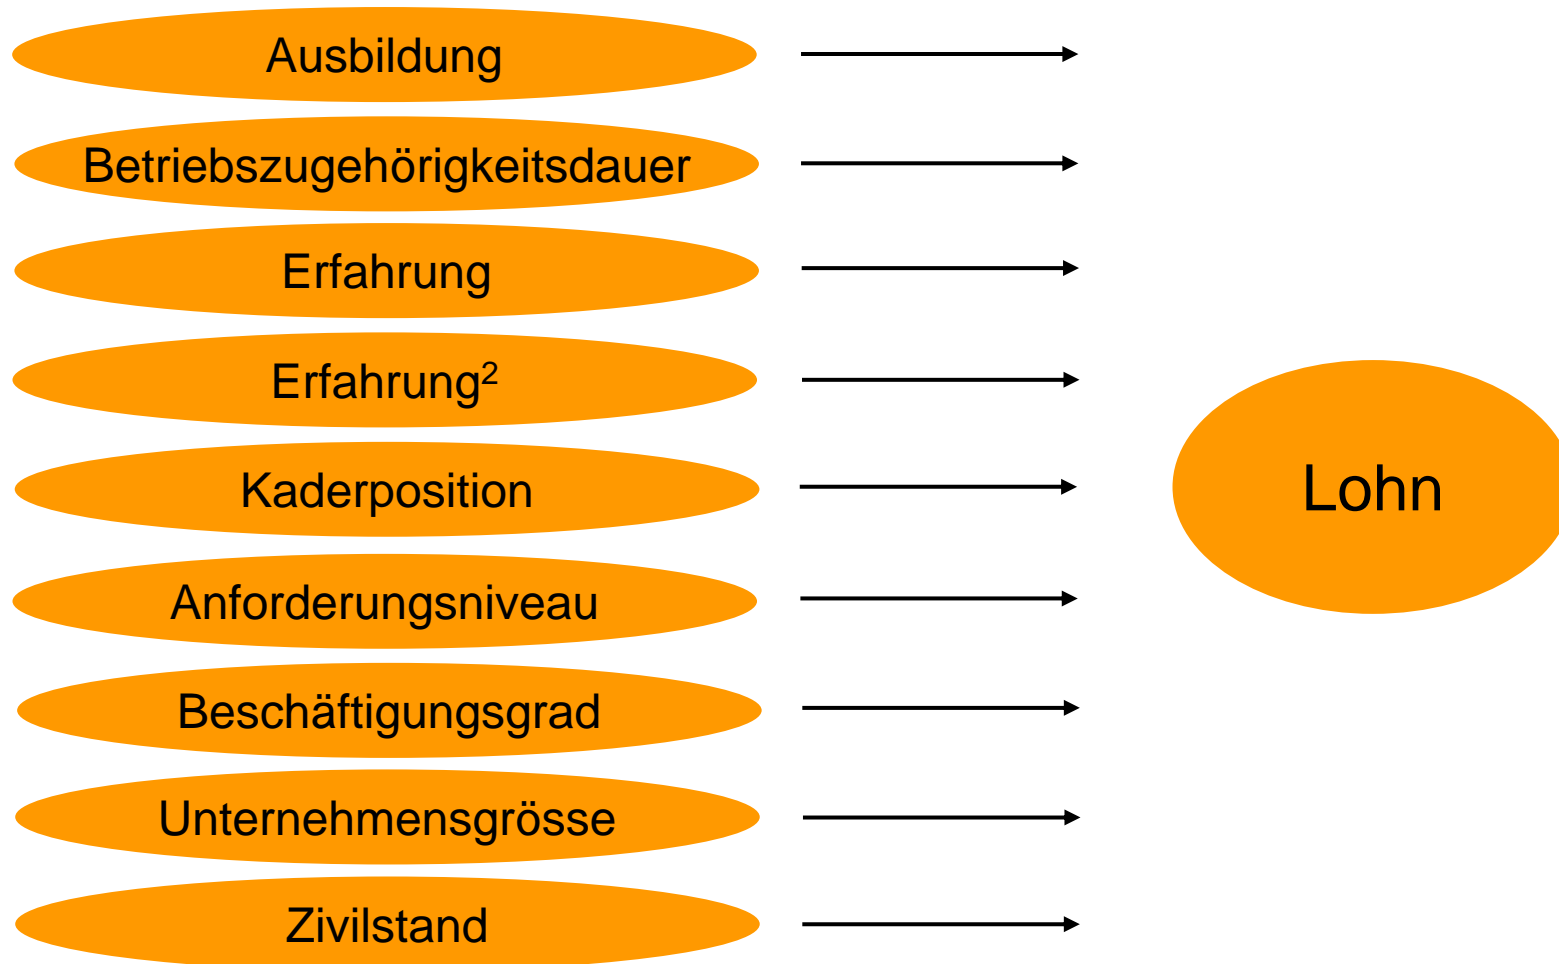 Ausbildung
Betriebszugehörigkeitsdauer
Erfahrung
Erfahrung²
Kaderposition
Lohn
Anforderungsniveau
Beschäftigungsgrad
Unternehmensgrösse
Zivilstand